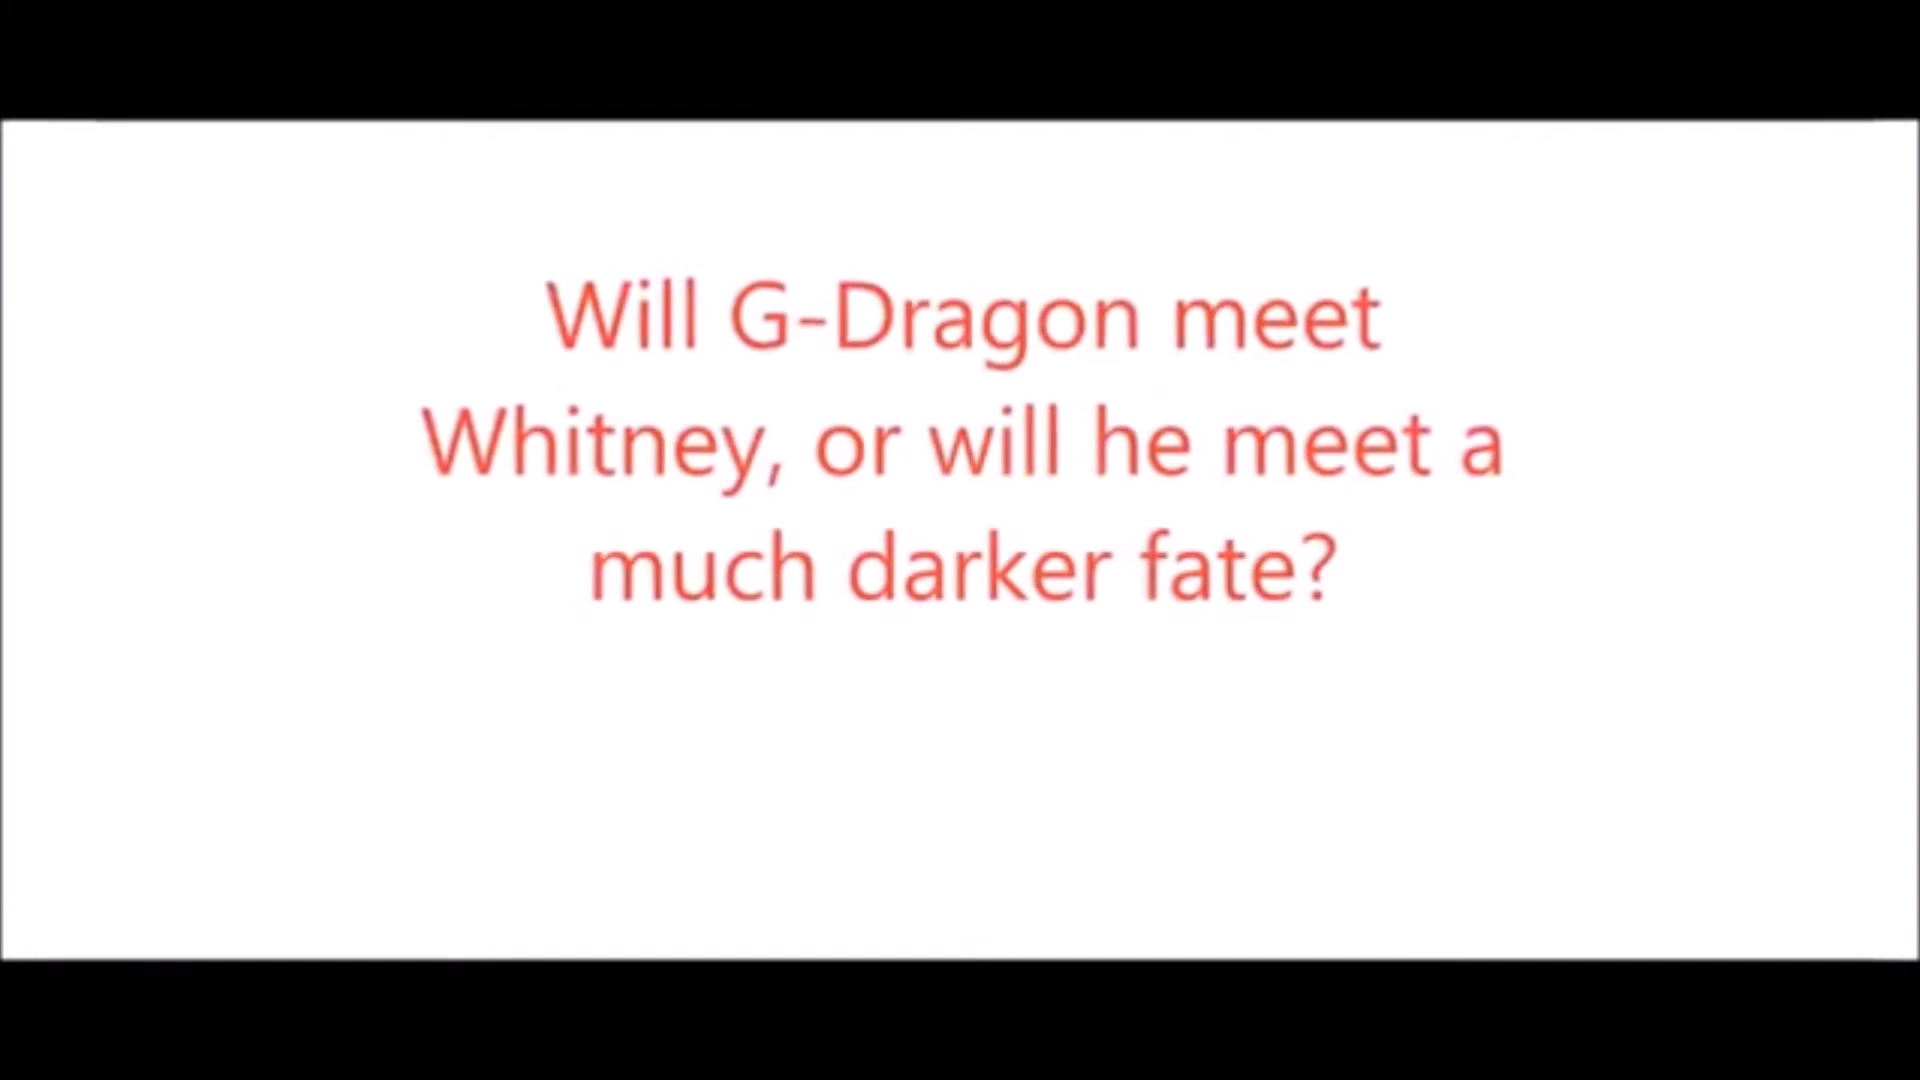 Will G-Dragon meet
Whitney, or will he meet a
much darker fate?